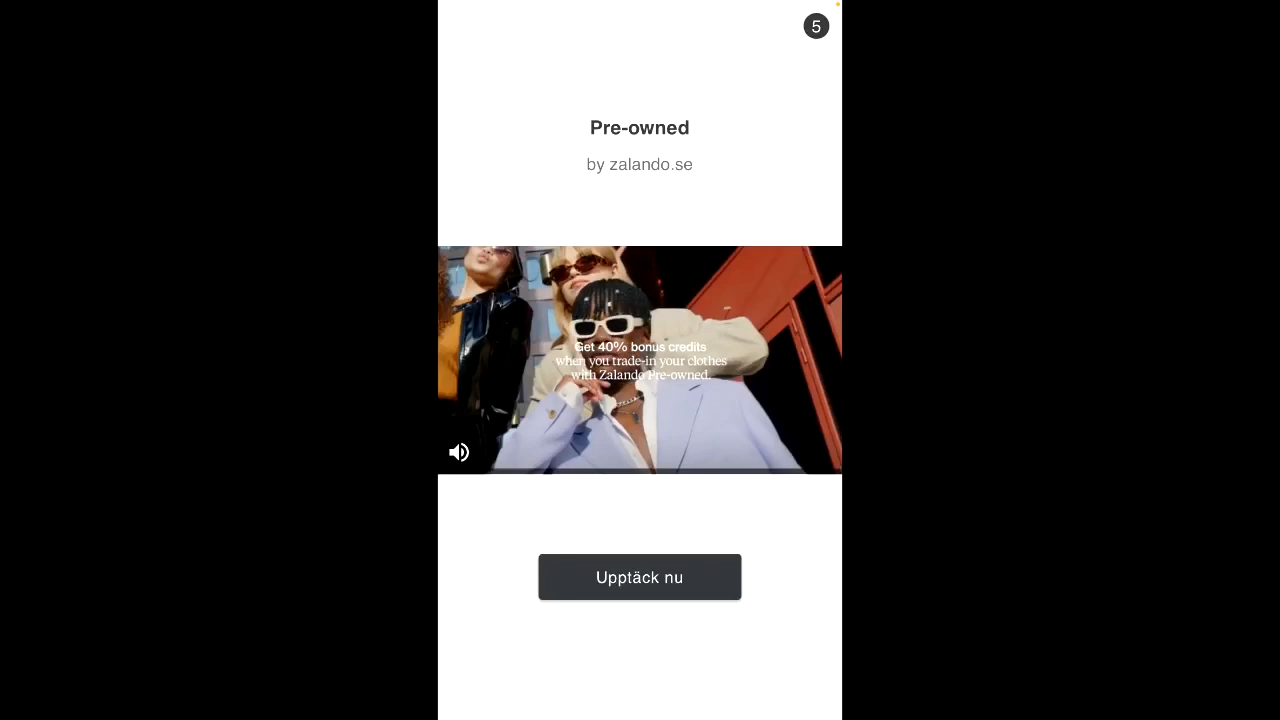 5
Pre-owned
by zalando.se
Get 40% bonus credits
when you trade-in your clothes
with Zalando Pre-owned.
Upptäck nu